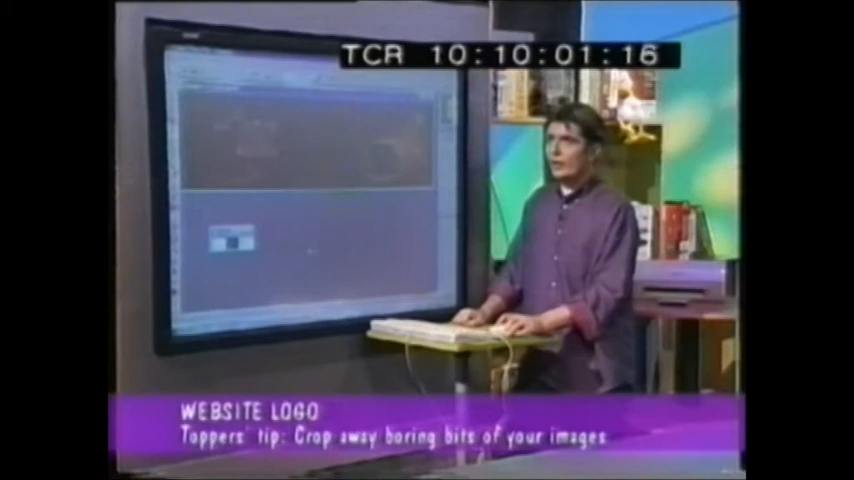 TCR 10:10:01:16
WEBSITE LOGO
Toppers' tip: Crop away boring bits of your images